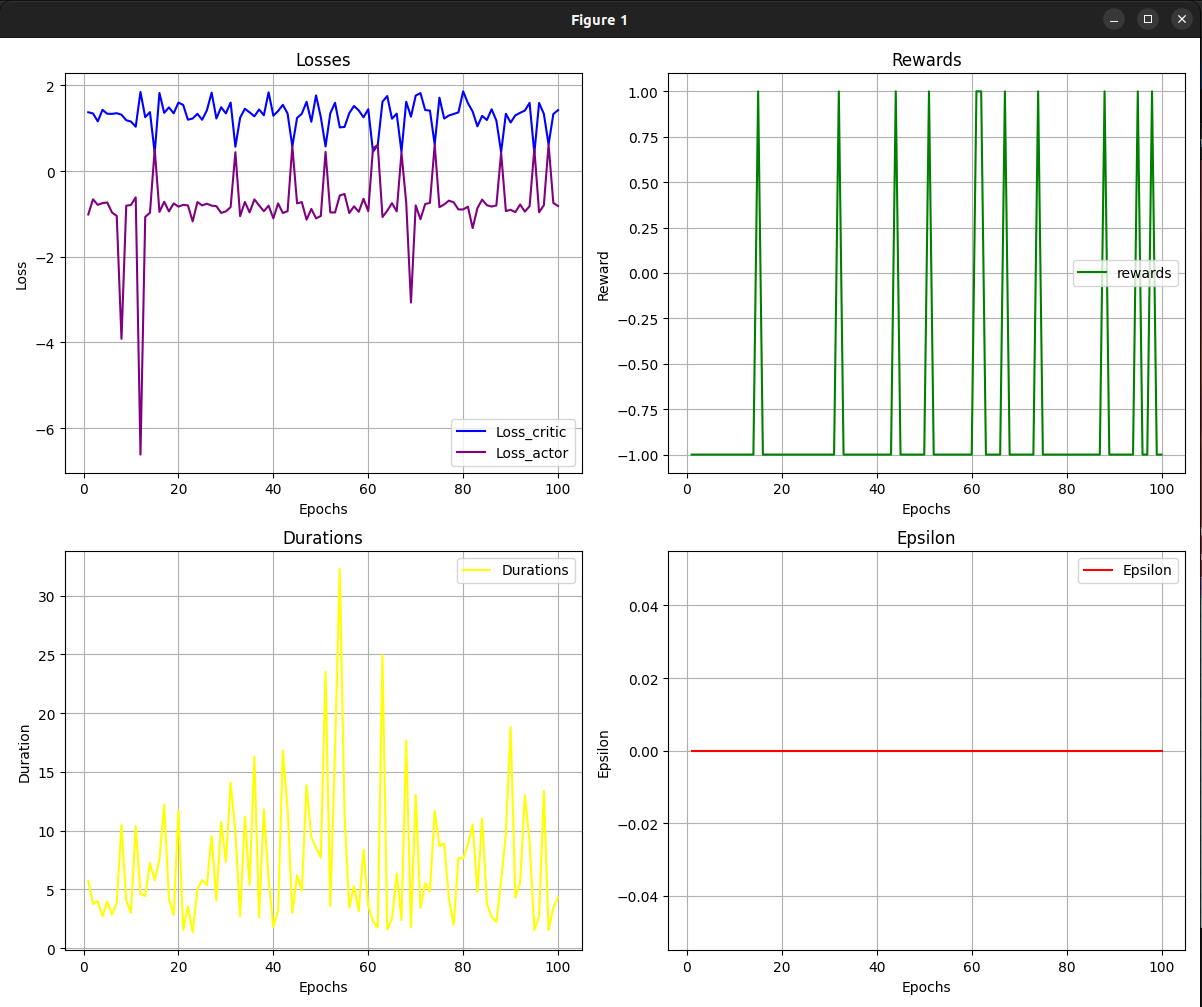 Figure 1
Losses
Loss
2
0
−2
−4
−6
Loss_critic
Loss_actor
0 20 40 60 80 100
Epochs
Rewards
Reward
1.00
0.75
0.50
0.25
0.00
−0.25
−0.50
−0.75
−1.00
rewards
0 20 40 60 80 100
Epochs
Durations
Duration
30
25
20
15
10
5
0
Durations
0 20 40 60 80 100
Epochs
Epsilon
Epsilon
0.04
0.02
0.00
−0.02
−0.04
Epsilon
0 20 40 60 80 100
Epochs